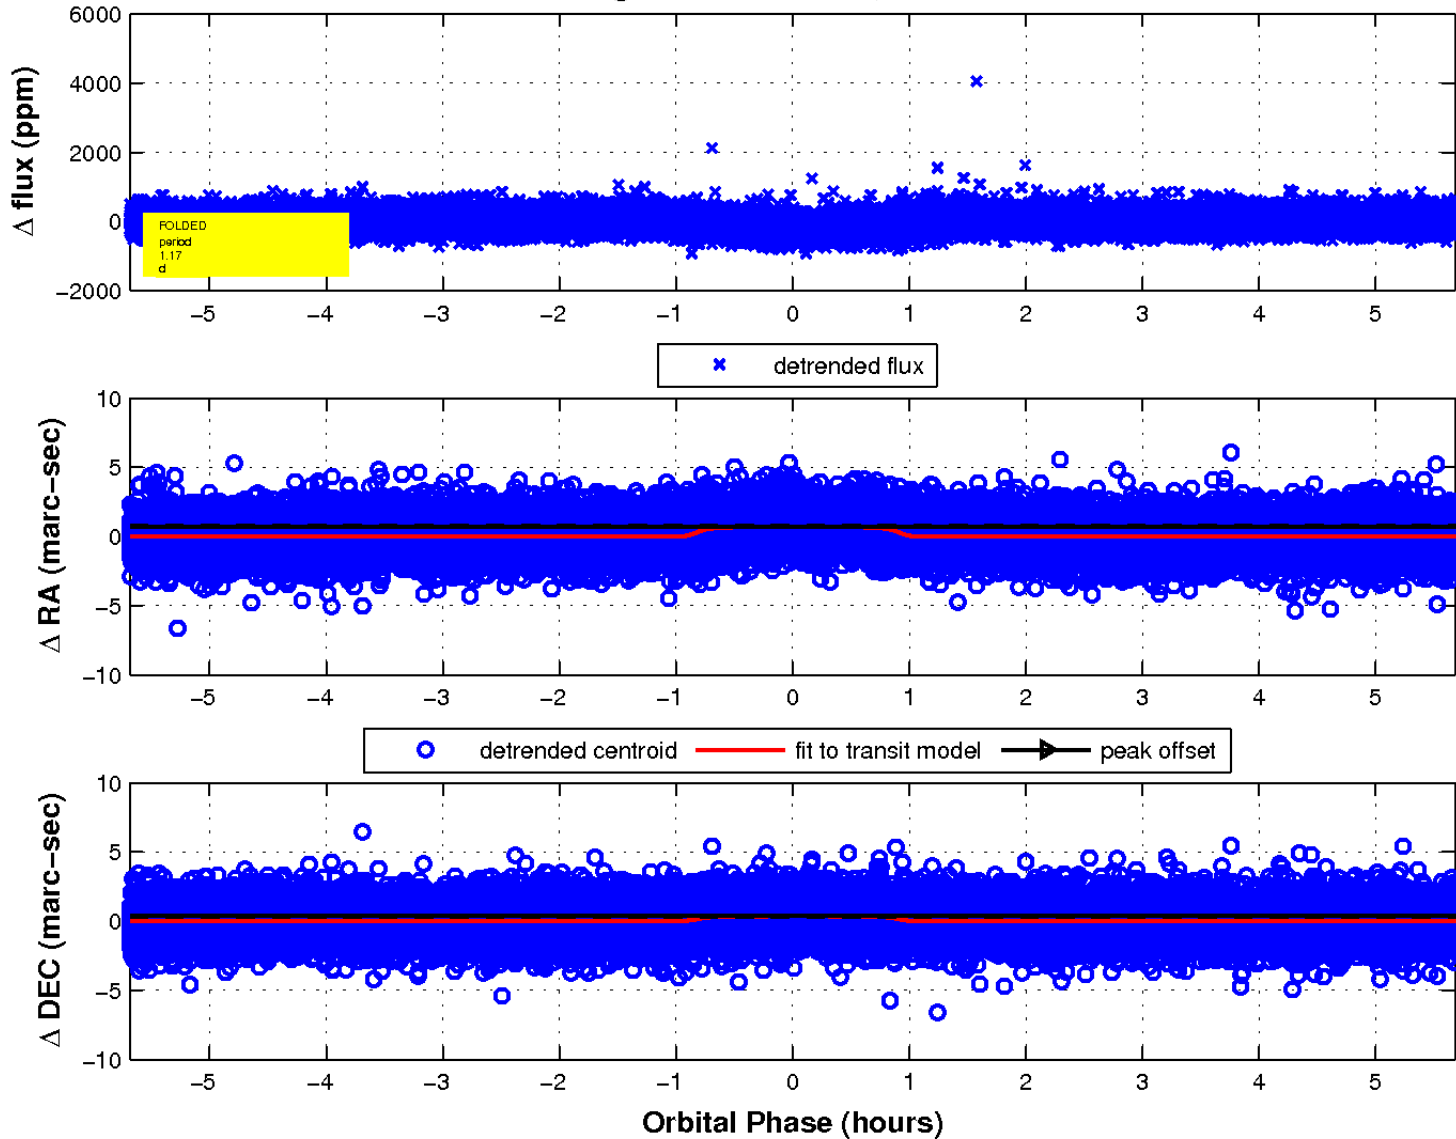 6000
4000
2000
0
−2000
Δ flux (ppm)
FOLDED
period
1.17
d
−5 −4 −3 −2 −1 0 1 2 3 4 5
detrended flux
10
5
0
−5
−10
Δ RA (marc−sec)
−5 −4 −3 −2 −1 0 1 2 3 4 5
detrended centroid fit to transit model peak offset
10
5
0
−5
−10
Δ DEC (marc−sec)
−5 −4 −3 −2 −1 0 1 2 3 4 5
Orbital Phase (hours)